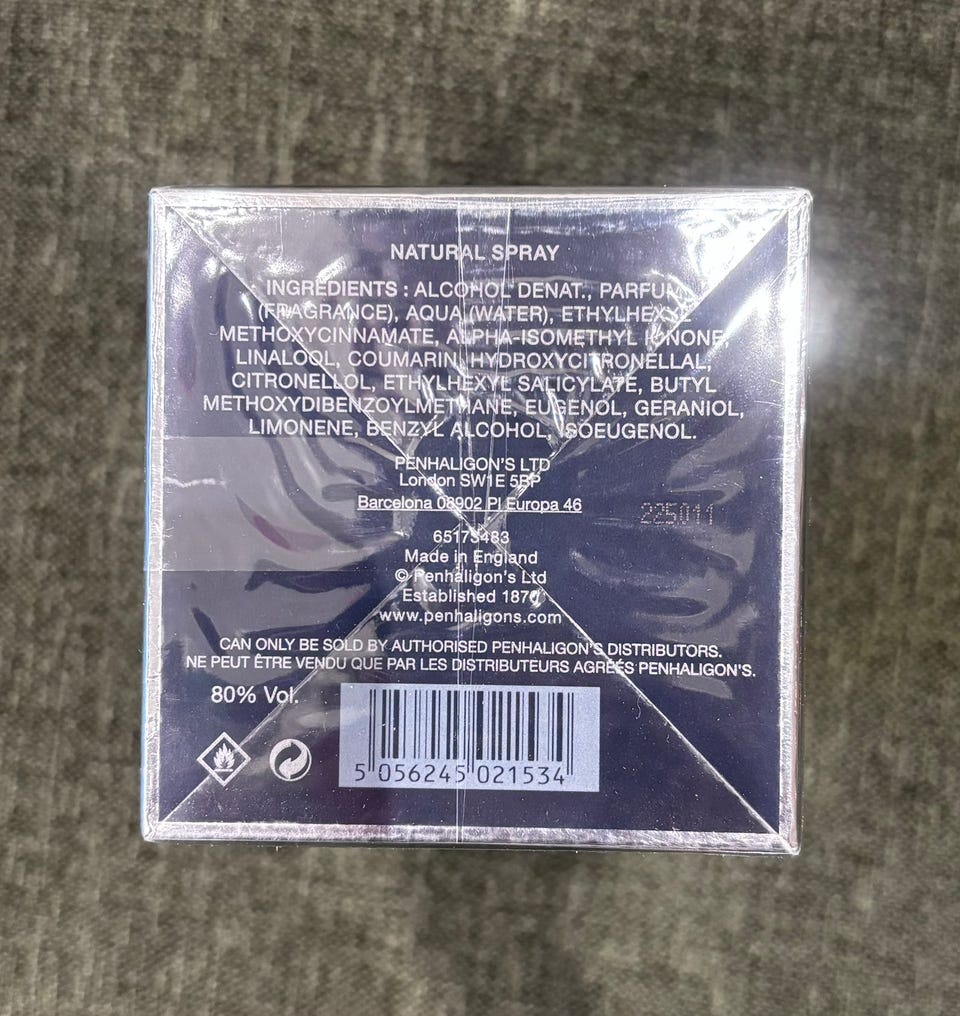 NATURAL SPRAY
INGREDIENTS : ALCOHOL DENAT., PARFUM
(FRAGRANCE), AQUA (WATER), ETHYLHEXYL
METHOXYCINNAMATE, ALPHA-ISOMETHYL IONONE,
LINALOOL, COUMARIN, HYDROXYCITRONELLAL,
CITRONELLOL, ETHYLHEXYL SALICYLATE, BUTYL
METHOXYDIBENZOYLMETHANE, EUGENOL, GERANIOL,
LIMONENE, BENZYL ALCOHOL, ISOEUGENOL.
PENHALIGON'S LTD
London SW1E 5BP
Barcelona 08902 Pl Europa 46
225011
65173483
Made in England
© Penhaligon's Ltd
Established 1870
www.penhaligons.com
CAN ONLY BE SOLD BY AUTHORISED PENHALIGON'S DISTRIBUTORS.
NE PEUT ÊTRE VENDU QUE PAR LES DISTRIBUTEURS AGRÉÉS PENHALIGON'S.
80% Vol.
5 056245 021534